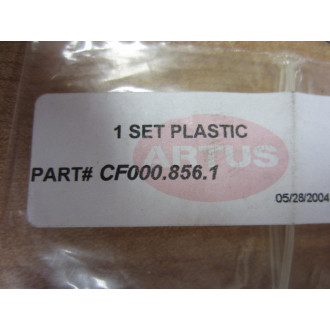 1 SET PLASTIC
ARTUS
PART# CF000.856.1
05/28/2004